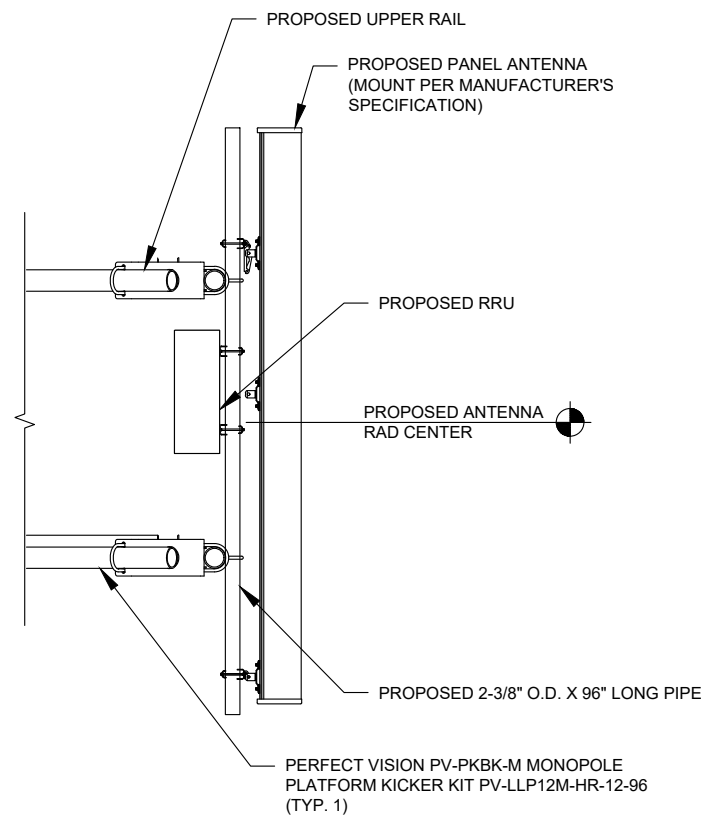 PROPOSED UPPER RAIL
PROPOSED PANEL ANTENNA
(MOUNT PER MANUFACTURER'S
SPECIFICATION)
PROPOSED RRU
PROPOSED ANTENNA
RAD CENTER
PROPOSED 2-3/8" O.D. X 96" LONG PIPE
PERFECT VISION PV-PKBK-M MONOPOLE
PLATFORM KICKER KIT PV-LLP12M-HR-12-96
(TYP. 1)